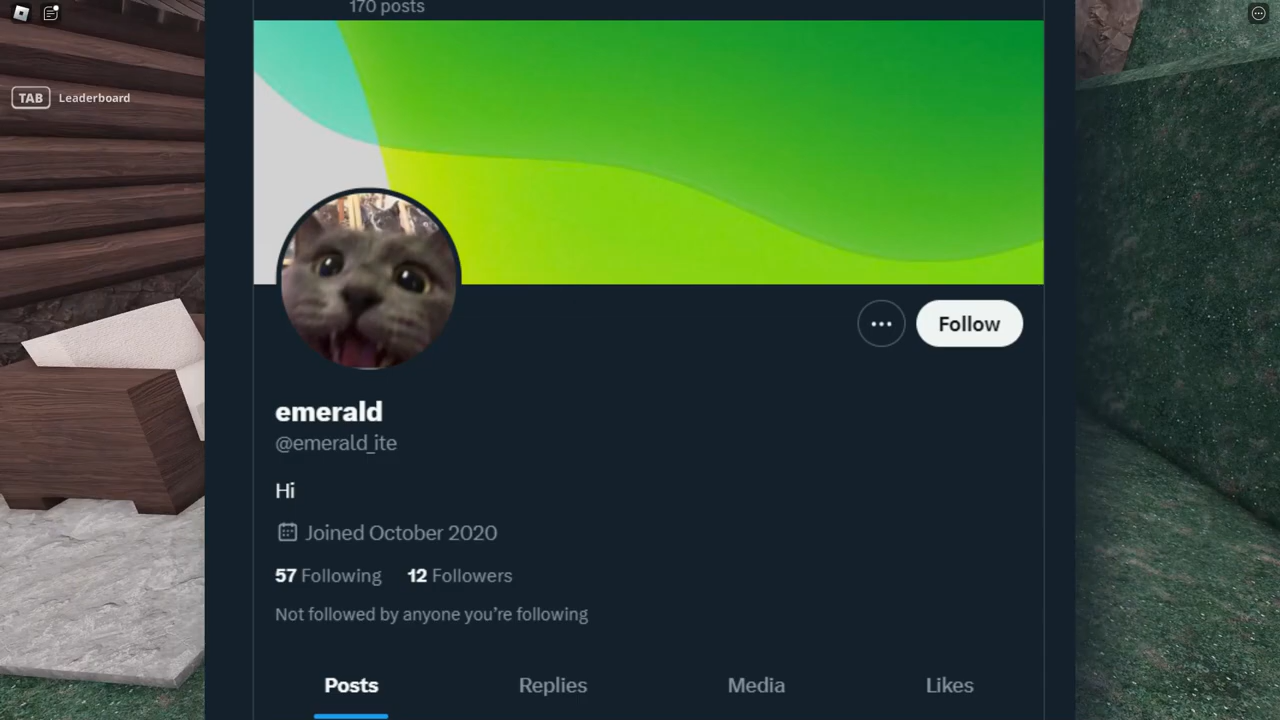 170 posts
TAB Leaderboard
Follow
emerald
@emerald_ite
Hi
Joined October 2020
57 Following 12 Followers
Not followed by anyone you’re following
Posts Replies Media Likes